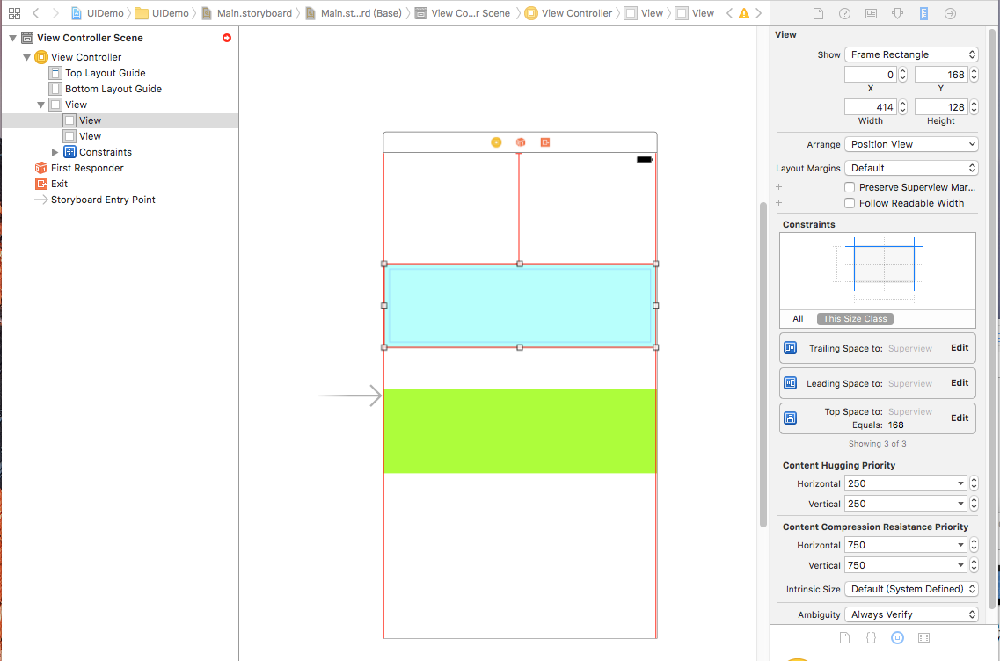 UIDemo UIDemo Main.storyboard Main.st...rd (Base) View Co...r Scene View Controller View View
View Controller Scene
View Controller
Top Layout Guide
Bottom Layout Guide
View
View
View
Constraints
First Responder
Exit
Storyboard Entry Point
View
Show Frame Rectangle
0 168
X Y
414 128
Width Height
Arrange Position View
Layout Margins Default
Preserve Superview Mar...
Follow Readable Width
Constraints
All This Size Class
Trailing Space to: Superview Edit
Leading Space to: Superview Edit
Top Space to: Superview
Equals: 168 Edit
Showing 3 of 3
Content Hugging Priority
Horizontal 250
Vertical 250
Content Compression Resistance Priority
Horizontal 750
Vertical 750
Intrinsic Size Default (System Defined)
Ambiguity Always Verify